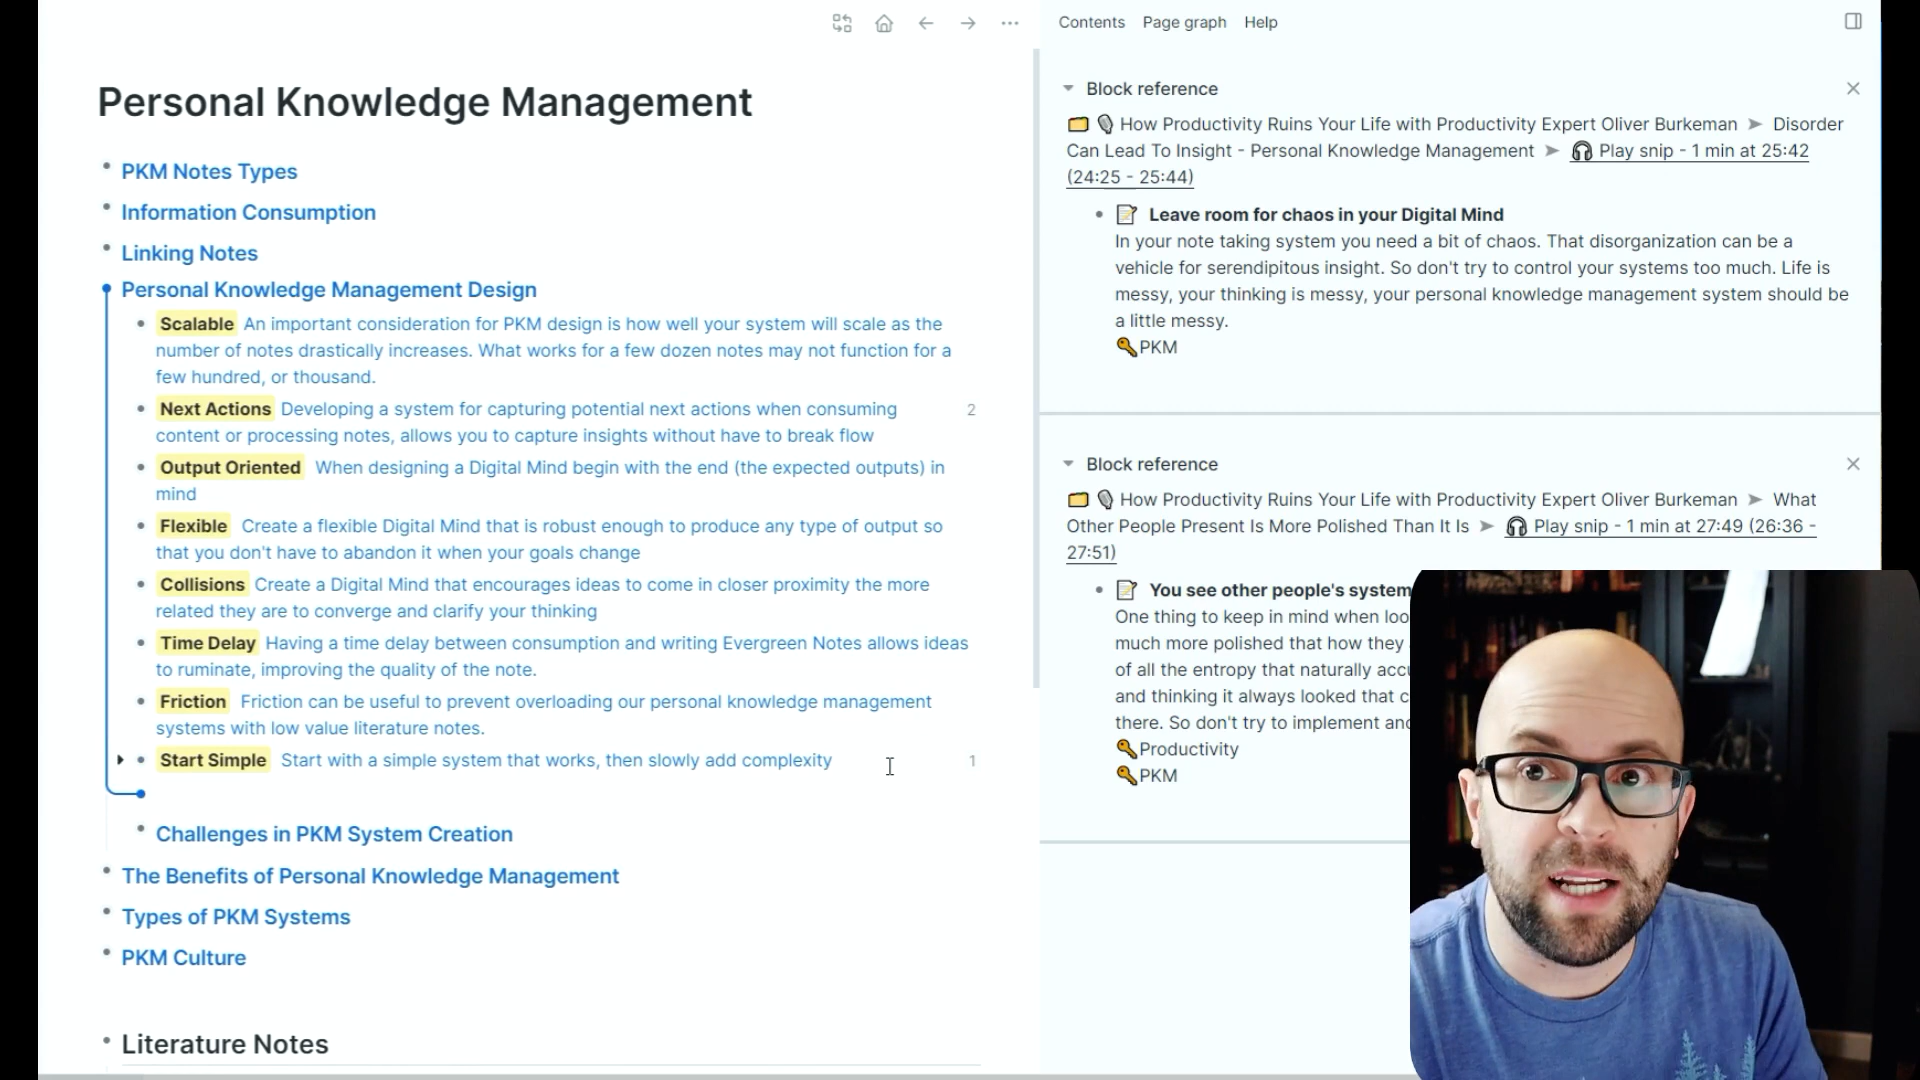 Contents Page graph Help
Personal Knowledge Management
PKM Notes Types
Information Consumption
Linking Notes
Personal Knowledge Management Design
Scalable An important consideration for PKM design is how well your system will scale as the
number of notes drastically increases. What works for a few dozen notes may not function for a
few hundred, or thousand.
Next Actions Developing a system for capturing potential next actions when consuming 2
content or processing notes, allows you to capture insights without have to break flow
Output Oriented When designing a Digital Mind begin with the end (the expected outputs) in
mind
Flexible Create a flexible Digital Mind that is robust enough to produce any type of output so
that you don't have to abandon it when your goals change
Collisions Create a Digital Mind that encourages ideas to come in closer proximity the more
related they are to converge and clarify your thinking
Time Delay Having a time delay between consumption and writing Evergreen Notes allows ideas
to ruminate, improving the quality of the note.
Friction Friction can be useful to prevent overloading our personal knowledge management
systems with low value literature notes.
Start Simple Start with a simple system that works, then slowly add complexity 1
Challenges in PKM System Creation
The Benefits of Personal Knowledge Management
Types of PKM Systems
PKM Culture
Literature Notes
Block reference
How Productivity Ruins Your Life with Productivity Expert Oliver Burkeman ➤ Disorder
Can Lead To Insight - Personal Knowledge Management ➤ Play snip - 1 min at 25:42
(24:25 - 25:44)
Leave room for chaos in your Digital Mind
In your note taking system you need a bit of chaos. That disorganization can be a
vehicle for serendipitous insight. So don't try to control your systems too much. Life is
messy, your thinking is messy, your personal knowledge management system should be
a little messy.
PKM
Block reference
How Productivity Ruins Your Life with Productivity Expert Oliver Burkeman ➤ What
Other People Present Is More Polished Than It Is ➤ Play snip - 1 min at 27:49 (26:36 -
27:51)
You see other people's system
One thing to keep in mind when loo
much more polished that how they
of all the entropy that naturally acc
and thinking it always looked that
there. So don't try to implement and
Productivity
PKM